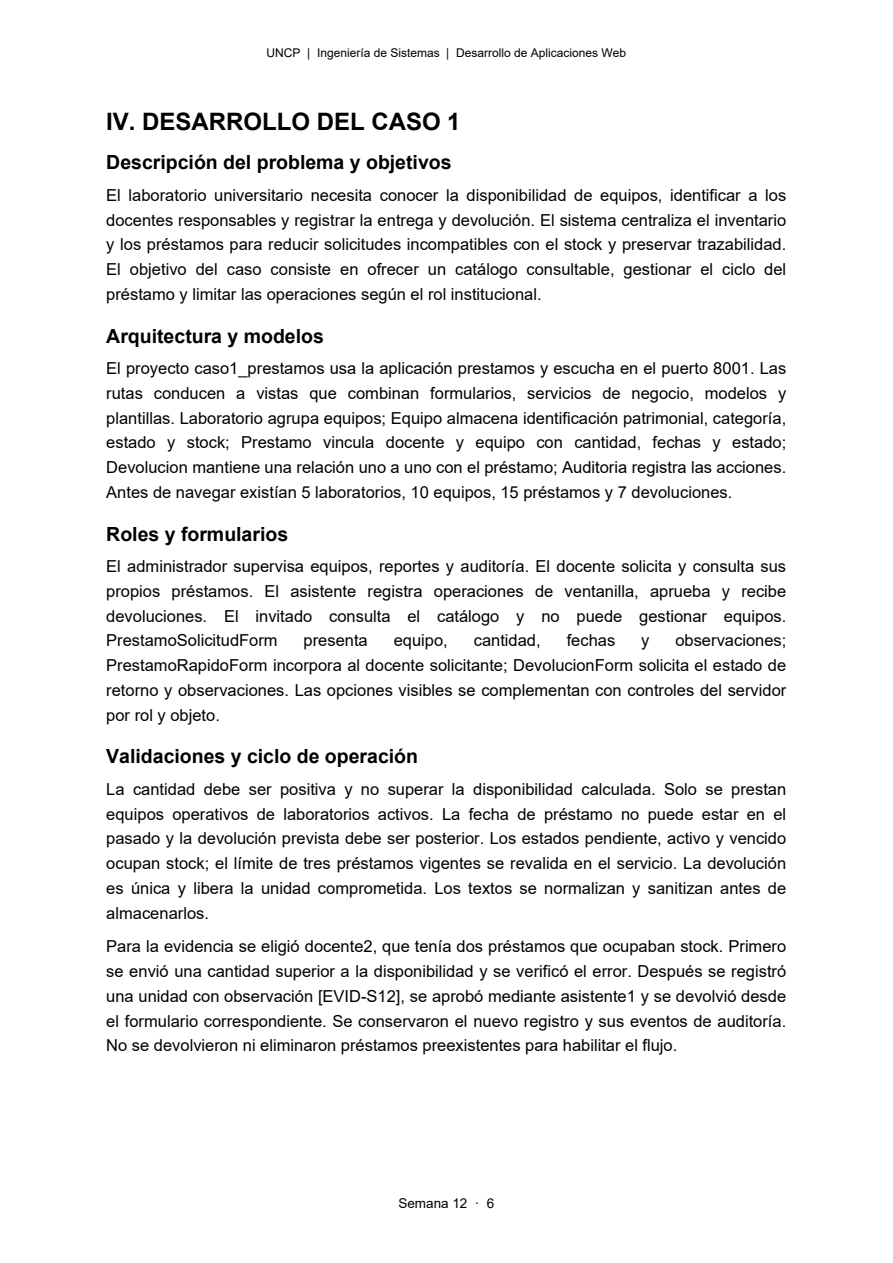 UNCP | Ingeniería de Sistemas | Desarrollo de Aplicaciones Web
IV. DESARROLLO DEL CASO 1
Descripción del problema y objetivos
El laboratorio universitario necesita conocer la disponibilidad de equipos, identificar a los
docentes responsables y registrar la entrega y devolución. El sistema centraliza el inventario
y los préstamos para reducir solicitudes incompatibles con el stock y preservar trazabilidad.
El objetivo del caso consiste en ofrecer un catálogo consultable, gestionar el ciclo del
préstamo y limitar las operaciones según el rol institucional.
Arquitectura y modelos
El proyecto caso1_prestamos usa la aplicación prestamos y escucha en el puerto 8001. Las
rutas conducen a vistas que combinan formularios, servicios de negocio, modelos y
plantillas. Laboratorio agrupa equipos; Equipo almacena identificación patrimonial, categoría,
estado y stock; Prestamo vincula docente y equipo con cantidad, fechas y estado;
Devolucion mantiene una relación uno a uno con el préstamo; Auditoria registra las acciones.
Antes de navegar existían 5 laboratorios, 10 equipos, 15 préstamos y 7 devoluciones.
Roles y formularios
El administrador supervisa equipos, reportes y auditoría. El docente solicita y consulta sus
propios préstamos. El asistente registra operaciones de ventanilla, aprueba y recibe
devoluciones. El invitado consulta el catálogo y no puede gestionar equipos.
PrestamoSolicitudForm presenta equipo, cantidad, fechas y observaciones;
PrestamoRapidoForm incorpora al docente solicitante; DevolucionForm solicita el estado de
retorno y observaciones. Las opciones visibles se complementan con controles del servidor
por rol y objeto.
Validaciones y ciclo de operación
La cantidad debe ser positiva y no superar la disponibilidad calculada. Solo se prestan
equipos operativos de laboratorios activos. La fecha de préstamo no puede estar en el
pasado y la devolución prevista debe ser posterior. Los estados pendiente, activo y vencido
ocupan stock; el límite de tres préstamos vigentes se revalida en el servicio. La devolución
es única y libera la unidad comprometida. Los textos se normalizan y sanitizan antes de
almacenarlos.
Para la evidencia se eligió docente2, que tenía dos préstamos que ocupaban stock. Primero
se envió una cantidad superior a la disponibilidad y se verificó el error. Después se registró
una unidad con observación [EVID-S12], se aprobó mediante asistente1 y se devolvió desde
el formulario correspondiente. Se conservaron el nuevo registro y sus eventos de auditoría.
No se devolvieron ni eliminaron préstamos preexistentes para habilitar el flujo.
Semana 12 · 6